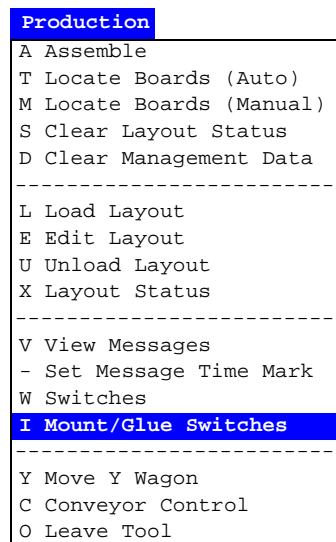 Production
A Assemble
T Locate Boards (Auto)
M Locate Boards (Manual)
S Clear Layout Status
D Clear Management Data
-------------------------
L Load Layout
E Edit Layout
U Unload Layout
X Layout Status
-------------------------
V View Messages
- Set Message Time Mark
W Switches
I Mount/Glue Switches
-------------------------
Y Move Y Wagon
C Conveyor Control
O Leave Tool